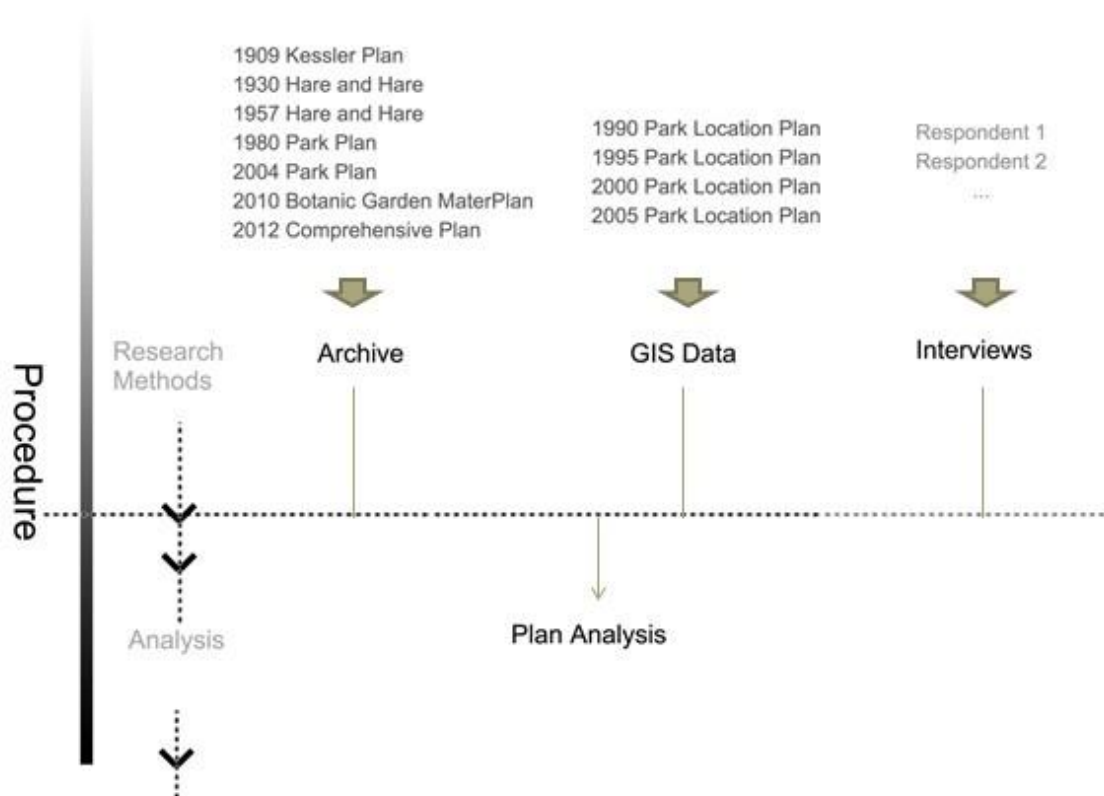 1909 Kessler Plan
1930 Hare and Hare
1957 Hare and Hare
1980 Park Plan
2004 Park Plan
2010 Botanic Garden MaterPlan
2012 Comprehensive Plan
1990 Park Location Plan
1995 Park Location Plan
2000 Park Location Plan
2005 Park Location Plan
Respondent 1
Respondent 2
...
Procedure
Research
Methods
Archive
GIS Data
Interviews
Analysis
Plan Analysis